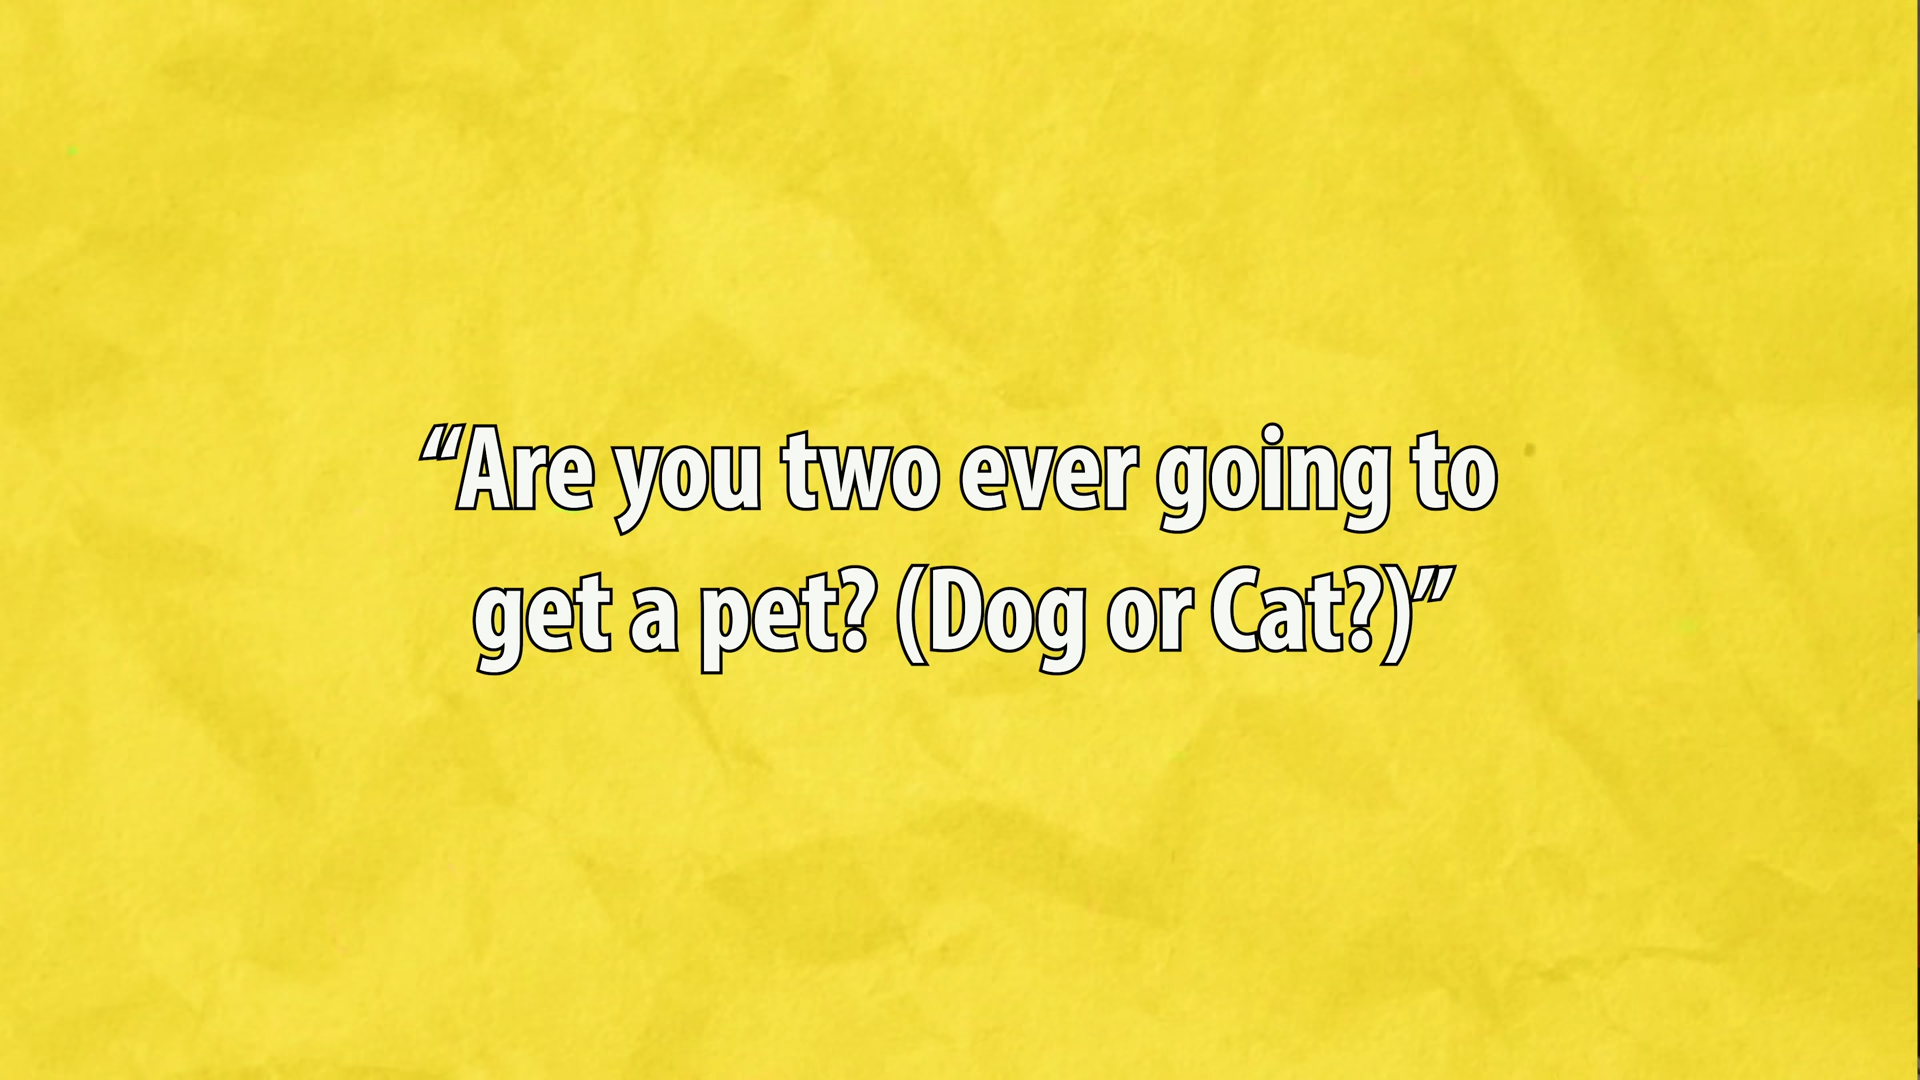 “Are you two ever going to
get a pet? (Dog or Cat?)”